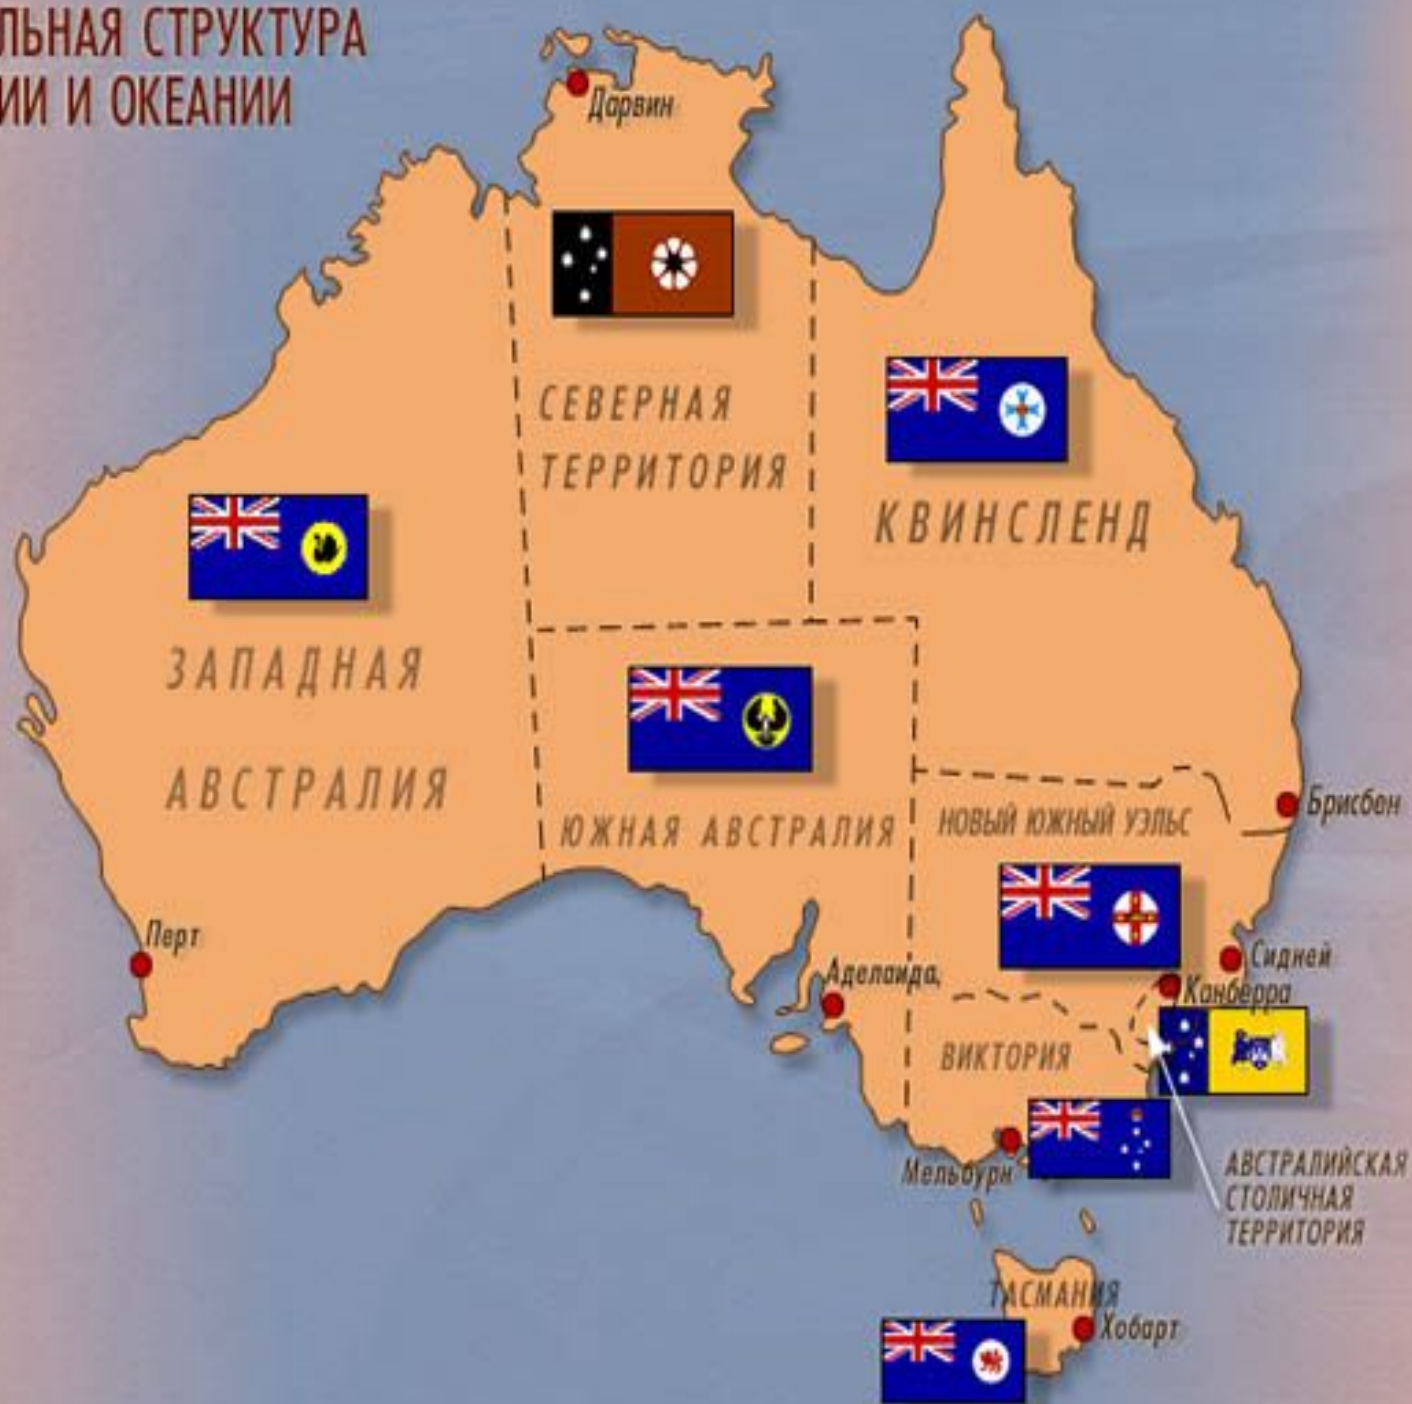 ЛЬНАЯ СТРУКТУРА
ИИ И ОКЕАНИИ
Дарвин
СЕВЕРНАЯ
ТЕРРИТОРИЯ
КВИНСЛЕНД
ЗАПАДНАЯ
АВСТРАЛИЯ
ЮЖНАЯ АВСТРАЛИЯ
НОВЫЙ ЮЖНЫЙ УЭЛЬС
Брисбен
Перт
Аделаида
Сидней
Канберра
ВИКТОРИЯ
Мельбурн
АВСТРАЛИЙСКАЯ
СТОЛИЧНАЯ
ТЕРРИТОРИЯ
ТАСМАНИЯ
Хобарт